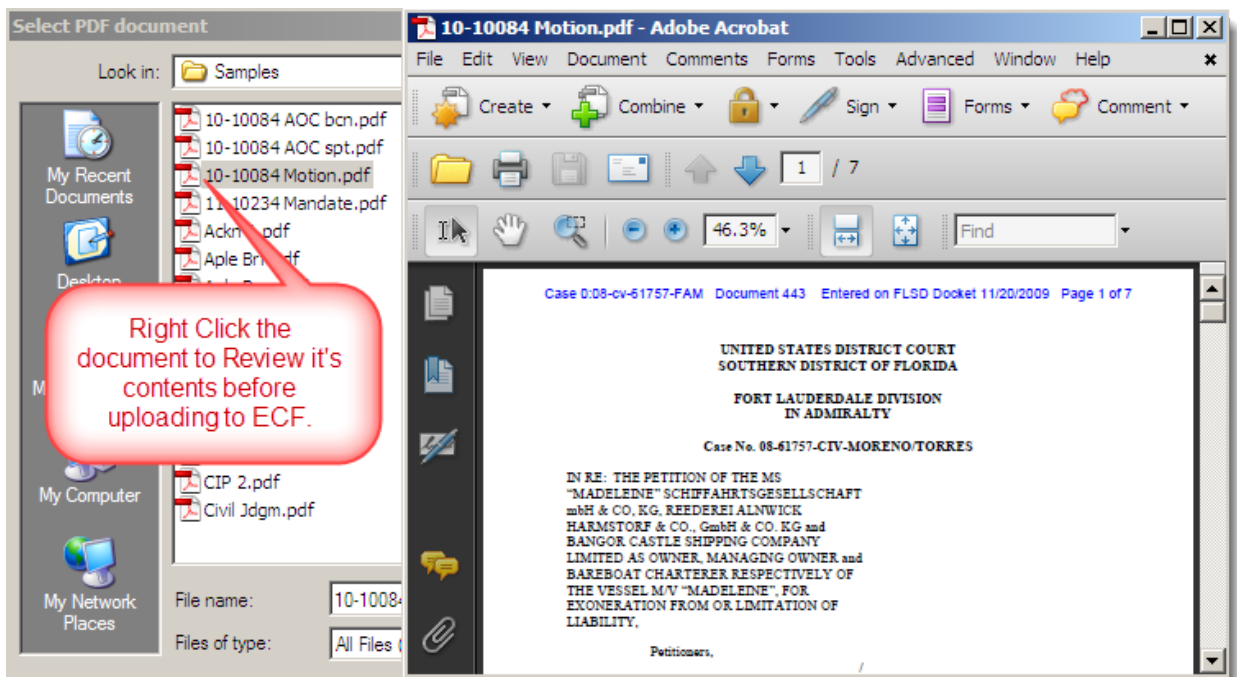 Select PDF document
Look in:
Samples
My Recent
Documents
Desktop
My Computer
My Network
Places
10-10084 AOC bcn.pdf
10-10084 AOC spt.pdf
10-10084 Motion.pdf
11-10234 Mandate.pdf
Aple Br
CIP 2.pdf
Civil Jdgm.pdf
Right Click the
document to Review it's
contents before
uploading to ECF.
File name:
10-1008
Files of type:
All Files (
10-10084 Motion.pdf - Adobe Acrobat
File Edit View Document Comments Forms Tools Advanced Window Help
Create Combine Sign Forms Comment
1 / 7
46.3% Find
Case 0:08-cv-61757-FAM Document 443 Entered on FLSD Docket 11/20/2009 Page 1 of 7
UNITED STATES DISTRICT COURT
SOUTHERN DISTRICT OF FLORIDA
FORT LAUDERDALE DIVISION
IN ADMIRALTY
Case No. 08-61757-CIV-MORENO/TORRES
IN RE: THE PETITION OF THE MS
"MADELEINE" SCHIFFAHRTSGESELLSCHAFT
mbH & CO, KG, REEDEREI ALNWICK
HARMSTORF & CO., GmbH & CO. KG and
BANGOR CASTLE SHIPPING COMPANY
LIMITED AS OWNER, MANAGING OWNER and
BAREBOAT CHARTERER RESPECTIVELY OF
THE VESSEL M/V "MADELEINE", FOR
EXONERATION FROM OR LIMITATION OF
LIABILITY,
Petitioners,
/